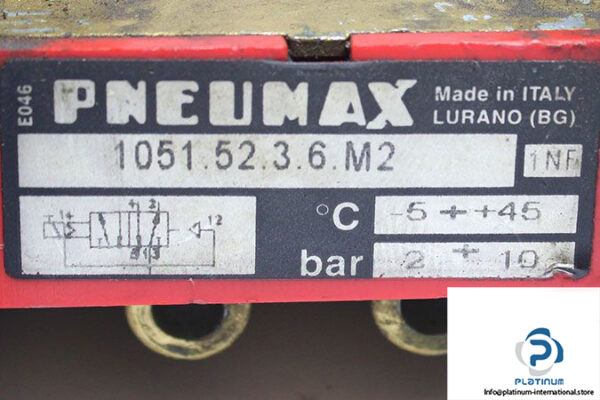 E046
PNEUMAX
Made in ITALY
LURANO (BG)
1051.52.3.6.M2
1NF
14 4 2 12
5 1 3
°C -5 ÷ +45
bar 2 ÷ 10
PLATINUM
Info@platinum-international.store